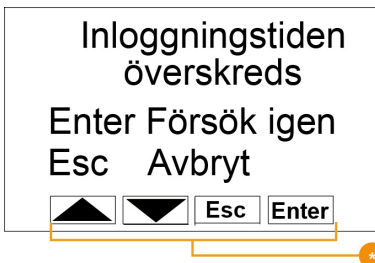 Inloggningstiden
överskreds
Enter Försök igen
Esc Avbryt
Esc Enter
*